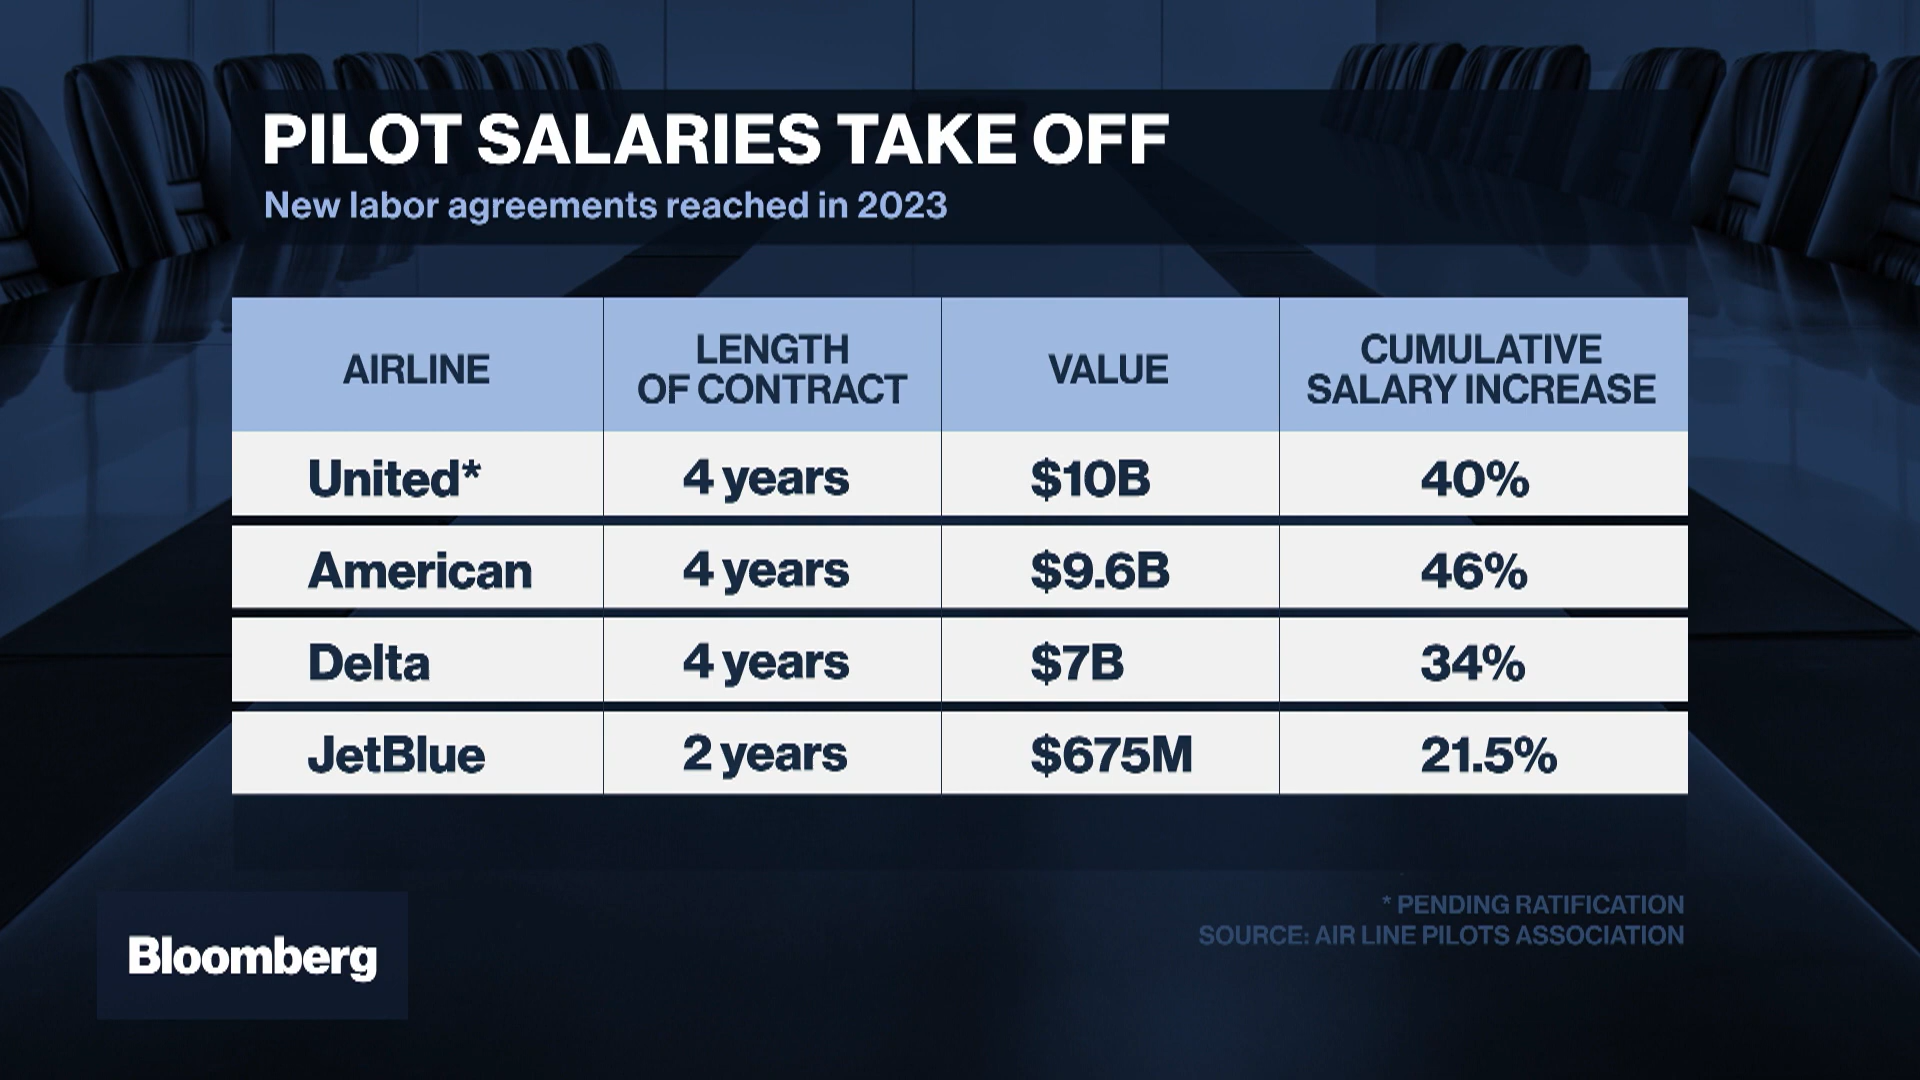 PILOT SALARIES TAKE OFF
New labor agreements reached in 2023
AIRLINE
LENGTH
OF CONTRACT
VALUE
CUMULATIVE
SALARY INCREASE
United* 4 years $10B 40%
American 4 years $9.6B 46%
Delta 4 years $7B 34%
JetBlue 2 years $675M 21.5%
* PENDING RATIFICATION
SOURCE: AIR LINE PILOTS ASSOCIATION
Bloomberg